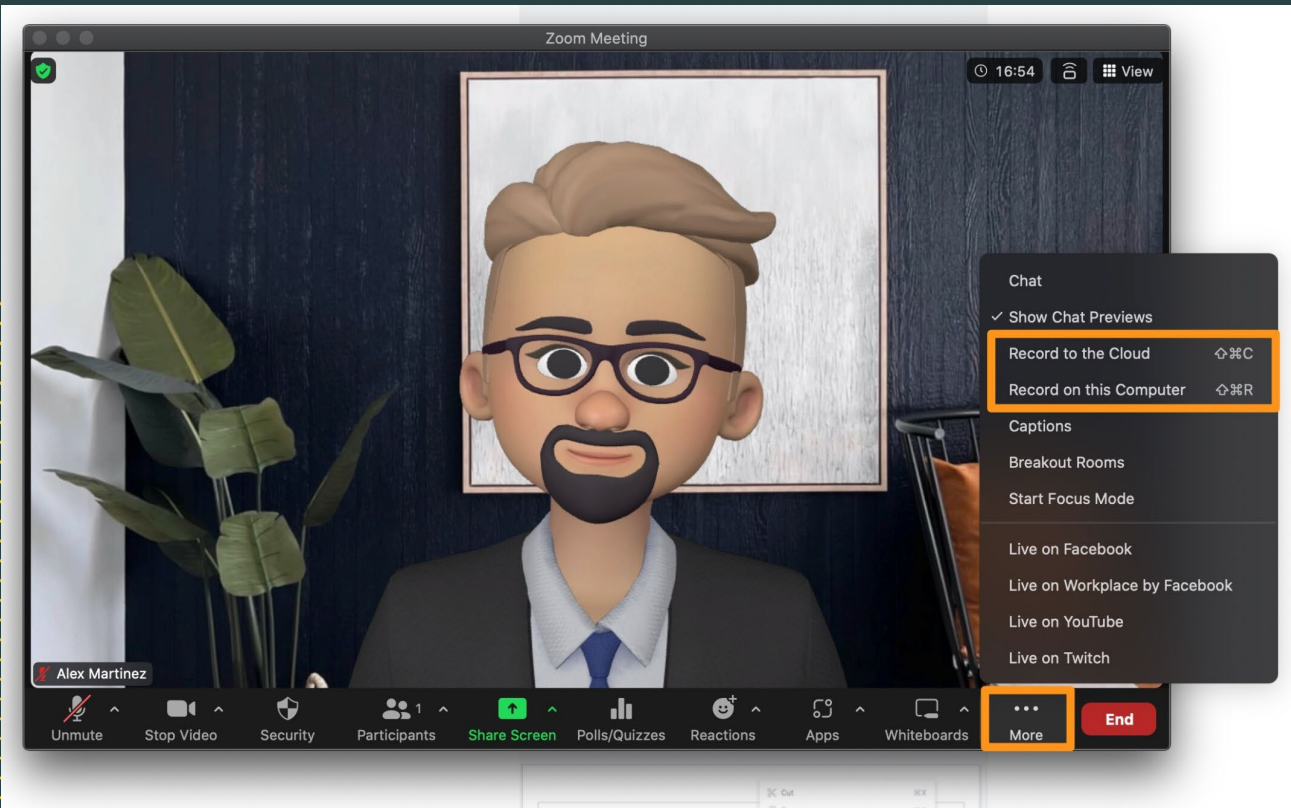 Zoom Meeting
16:54
View
Chat
✓ Show Chat Previews
Record to the Cloud ⇧⌘C
Record on this Computer ⇧⌘R
Captions
Breakout Rooms
Start Focus Mode
Live on Facebook
Live on Workplace by Facebook
Live on YouTube
Live on Twitch
Alex Martinez
1
Unmute Stop Video Security Participants Share Screen Polls/Quizzes Reactions Apps Whiteboards More End
Cut ⌘X